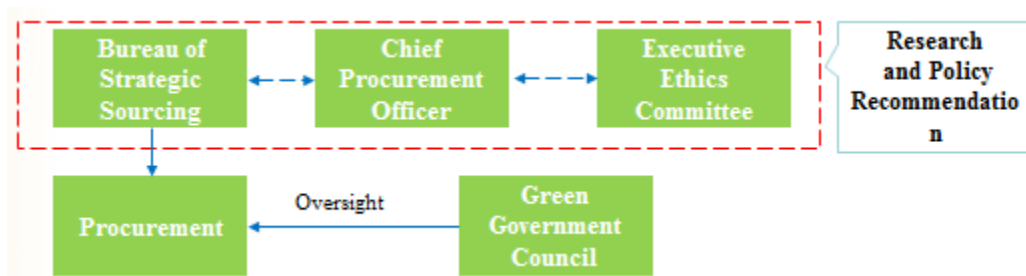 Bureau of
Strategic
Sourcing
Chief
Procurement
Officer
Executive
Ethics
Committee
Research
and Policy
Recommendatio
n
Procurement
Oversight
Green
Government
Council